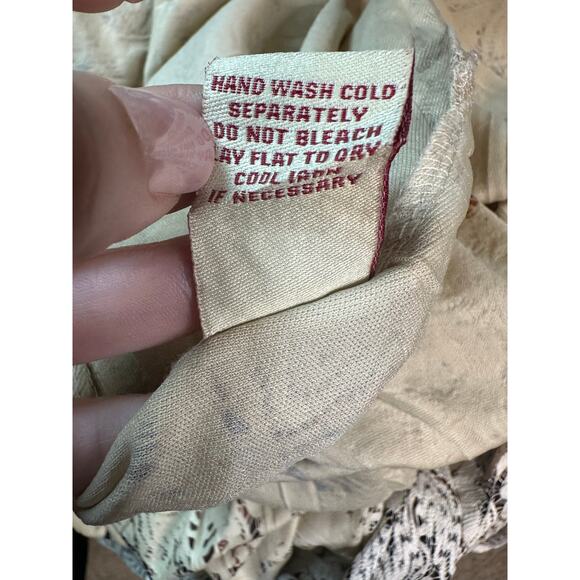 HAND WASH COLD
SEPARATELY
DO NOT BLEACH
LAY FLAT TO DRY
COOL IRON
IF NECESSARY